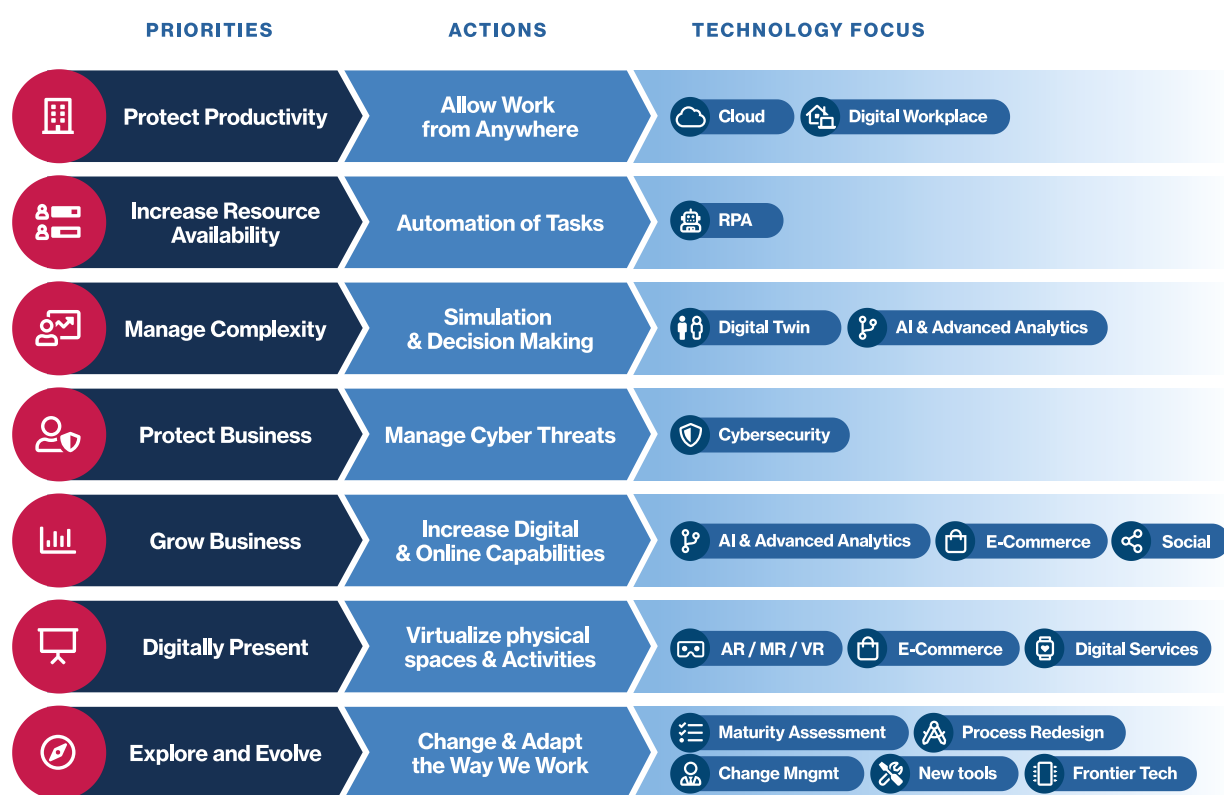 PRIORITIES ACTIONS TECHNOLOGY FOCUS
Protect Productivity
Allow Work
from Anywhere
Cloud
Digital Workplace
Increase Resource
Availability
Automation of Tasks
RPA
Manage Complexity
Simulation
& Decision Making
Digital Twin
AI & Advanced Analytics
Protect Business
Manage Cyber Threats
Cybersecurity
Grow Business
Increase Digital
& Online Capabilities
AI & Advanced Analytics
E-Commerce
Social
Digitally Present
Virtualize physical
spaces & Activities
AR / MR / VR
E-Commerce
Digital Services
Explore and Evolve
Change & Adapt
the Way We Work
Maturity Assessment
Process Redesign
Change Mngmt
New tools
Frontier Tech